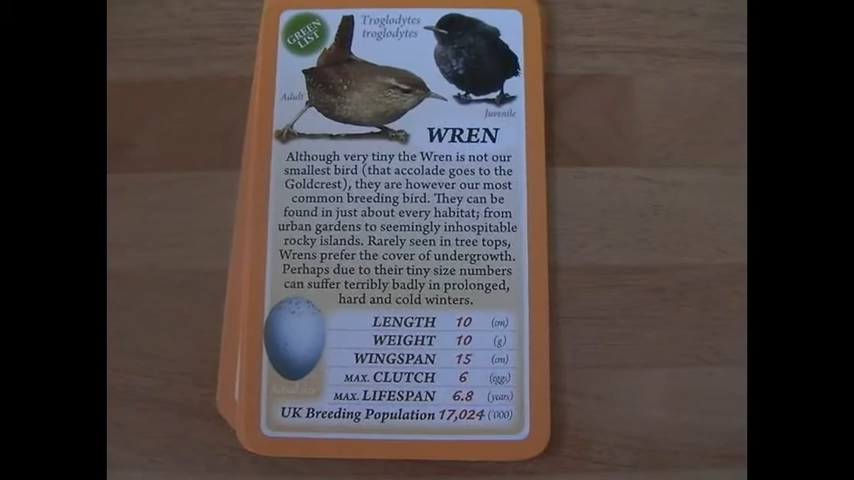 GREEN
LIST
Troglodytes
troglodytes
Adult
Juvenile
WREN
Although very tiny the Wren is not our
smallest bird (that accolade goes to the
Goldcrest), they are however our most
common breeding bird. They can be
found in just about every habitat; from
urban gardens to seemingly inhospitable
rocky islands. Rarely seen in tree tops,
Wrens prefer the cover of undergrowth.
Perhaps due to their tiny size numbers
can suffer terribly badly in prolonged,
hard and cold winters.
LENGTH 10 (cm)
WEIGHT 10 (g)
WINGSPAN 15 (cm)
MAX. CLUTCH 6 (eggs)
MAX. LIFESPAN 6.8 (years)
UK Breeding Population 17,024 ('000)